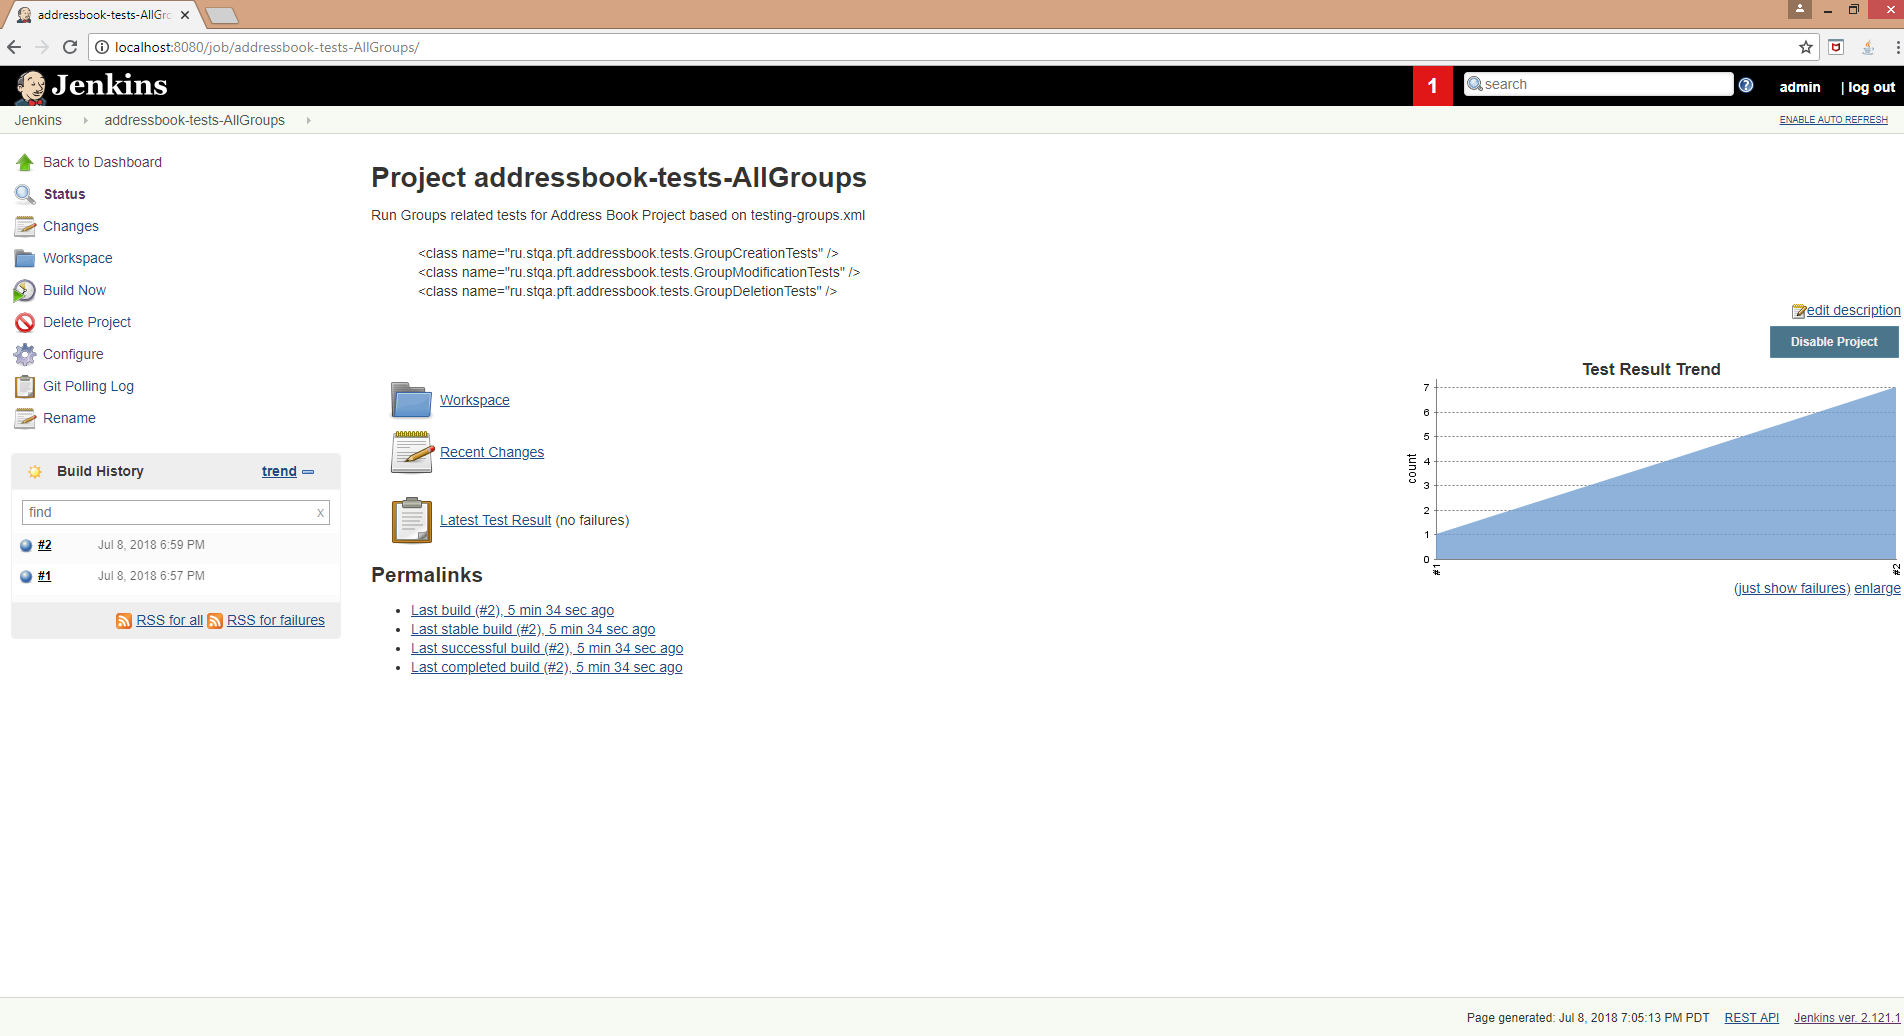 addressbook-tests-AllGro
localhost:8080/job/addressbook-tests-AllGroups/
Jenkins
1
search
admin
| log out
Jenkins
addressbook-tests-AllGroups
ENABLE AUTO REFRESH
Back to Dashboard
Status
Changes
Workspace
Build Now
Delete Project
Configure
Git Polling Log
Rename
Build History
trend
find
x
#2 Jul 8, 2018 6:59 PM
#1 Jul 8, 2018 6:57 PM
RSS for all
RSS for failures
Project addressbook-tests-AllGroups
Run Groups related tests for Address Book Project based on testing-groups.xml
<class name="ru.stqa.pft.addressbook.tests.GroupCreationTests" />
<class name="ru.stqa.pft.addressbook.tests.GroupModificationTests" />
<class name="ru.stqa.pft.addressbook.tests.GroupDeletionTests" />
edit description
Disable Project
Workspace
Recent Changes
Latest Test Result (no failures)
Permalinks
Last build (#2), 5 min 34 sec ago
Last stable build (#2), 5 min 34 sec ago
Last successful build (#2), 5 min 34 sec ago
Last completed build (#2), 5 min 34 sec ago
Test Result Trend
count
7
6
5
4
3
2
1
0
#1
#2
(just show failures) enlarge
Page generated: Jul 8, 2018 7:05:13 PM PDT
REST API
Jenkins ver. 2.121.1